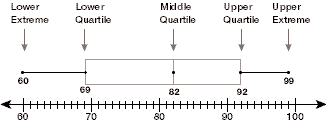 Lower Lower Middle Upper Upper
Extreme Quartile Quartile Quartile Extreme
60 69 82 92 99
60 70 80 90 100